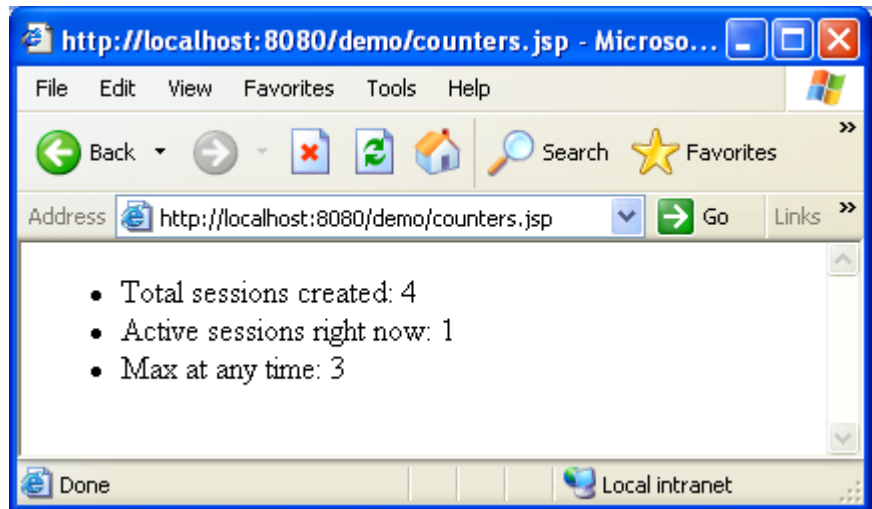 http://localhost:8080/demo/counters.jsp - Microso...
File Edit View Favorites Tools Help
Back Search Favorites »
Address http://localhost:8080/demo/counters.jsp Go Links »
• Total sessions created: 4
• Active sessions right now: 1
• Max at any time: 3
Done Local intranet